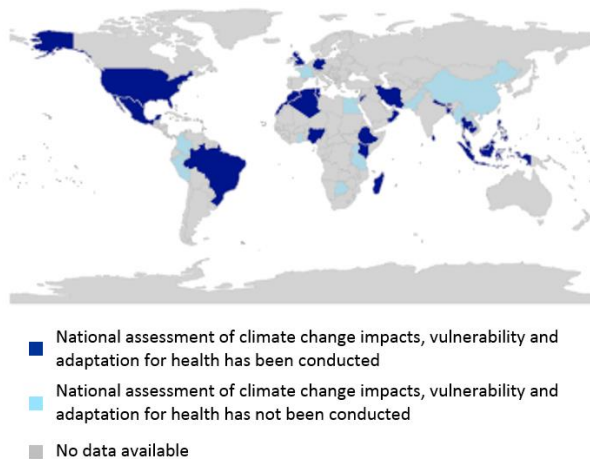 National assessment of climate change impacts, vulnerability and
adaptation for health has been conducted
National assessment of climate change impacts, vulnerability and
adaptation for health has not been conducted
No data available